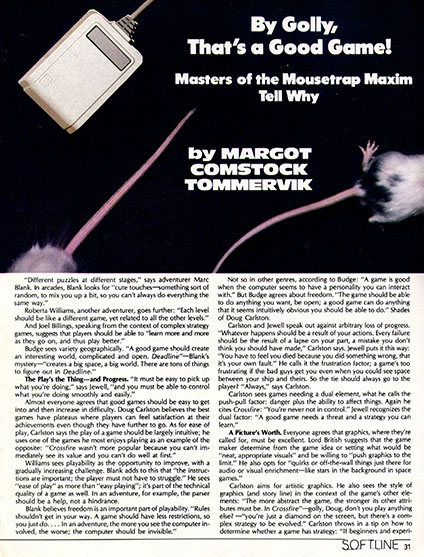 By Golly,
That's a Good Game!
Masters of the Mousetrap Maxim
Tell Why
by MARGOT
COMSTOCK
TOMMERVIK
"Different puzzles at different stages," says adventurer Marc
Blank. In arcades, Blank looks for "cute touches—something sort of
random, to mix you up a bit, so you can't always do everything the
same way."
Roberta Williams, another adventurer, goes further: "Each level
should be like a different game, yet related to all the other levels."
And Joel Billings, speaking from the context of complex strategy
games, suggests that players should be able to "learn more and more
as they go on, and thus play better."
Budge sees variety geographically. "A good game should create
an interesting world, complicated and open. Deadline"—Blank's
mystery—"creates a big space, a big world. There are tons of things
to figure out in Deadline."
The Play's the Thing—and Progress. "It must be easy to pick up
what you're doing," says Jewell, "and you must be able to control
what you're doing smoothly and easily."
Almost everyone agrees that good games should be easy to get
into and then increase in difficulty. Doug Carlston believes the best
games have plateaus where players can feel satisfaction at their
achievements even though they have further to go. As for ease of
play, Carlston says the play of a game should be largely intuitive; he
uses one of the games he most enjoys playing as an example of the
opposite: "Crossfire wasn't more popular because you can't im-
mediately see its value and you can't do well at first."
Williams sees playability as the opportunity to improve, with a
gradually increasing challenge. Blank adds to this that "the instruc-
tions are important; the player must not have to struggle." He sees
"ease of play" as more than "easy playing"; it's part of the technical
quality of a game as well. In an adventure, for example, the parser
should be a help, not a hindrance.
Blank believes freedom is an important part of playability. "Rules
shouldn't get in your way. A good game should have less restrictions, so
you just do. . . . In an adventure, the more you see the computer in-
volved, the worse; the computer should be invisible."
Not so in other genres, according to Budge: "A game is good
when the computer seems to have a personality you can interact
with." But Budge agrees about freedom. "The game should be able
to do anything you want, be open; a good game can do anything
that it seems intuitively obvious you should be able to do." Shades
of Doug Carlston.
Carlston and Jewell speak out against arbitrary loss of progress.
"Whatever happens should be a result of your actions. Every failure
should be the result of a lapse on your part, a mistake you don't
think you should have made," Carlston says. Jewell puts it this way:
"You have to feel you died because you did something wrong, that
it's your own fault." He calls it the frustration factor; a game's too
frustrating if the bad guys get you even when you could see space
between your ship and theirs. So the tie should always go to the
player? "Always," says Carlston.
Carlston sees games needing a dual element, what he calls the
push-pull factor: danger plus the ability to affect things. Again he
cites Crossfire: "You're never not in control." Jewell recognizes the
dual factor: "A good game needs a threat and a strategy you can
learn."
A Picture's Worth. Everyone agrees that graphics, where they're
called for, must be excellent. Lord British suggests that the game
maker determine from the game idea or setting what would be
"neat, appropriate visuals" and be willing to "push graphics to the
limit." He also opts for "quirks or off-the-wall things just there for
audio or visual enrichment—like stars in the background in space
games."
Carlston aims for artistic graphics. He also sees the style of
graphics (and story line) in the context of the game's other ele-
ments: "The more abstract the game, the stronger its other attri-
butes must be. In Crossfire"—golly, Doug, don't you play anything
else?—"you're just a diamond on the screen, but there's a com-
plex strategy to be evolved." Carlston throws in a tip on how to
determine whether a game has strategy: "If beginners and experi-
SOFTLINE 31